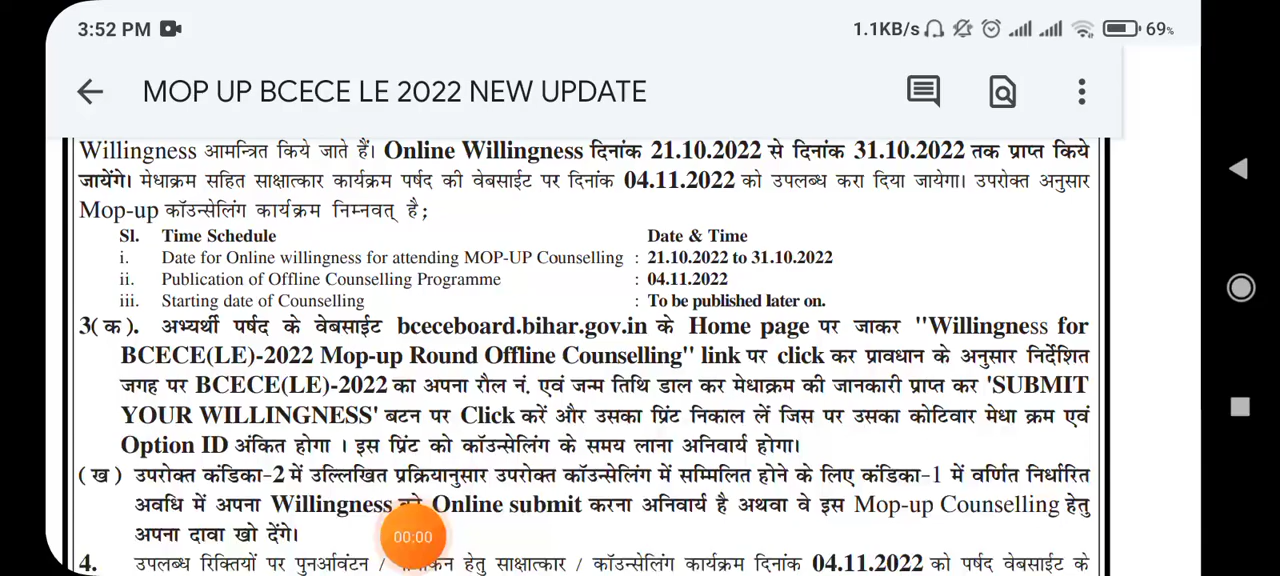 3:52 PM 1.1KB/s 69%
MOP UP BCECE LE 2022 NEW UPDATE
Willingness आमन्त्रित किये जाते हैं। Online Willingness दिनांक 21.10.2022 से दिनांक 31.10.2022 तक प्राप्त किये
जायेंगे। मेधाक्रम सहित साक्षात्कार कार्यक्रम पर्षद की वेबसाईट पर दिनांक 04.11.2022 को उपलब्ध करा दिया जायेगा। उपरोक्त अनुसार
Mop-up कॉउन्सेलिंग कार्यक्रम निम्नवत् है;
Sl. Time Schedule Date & Time
i. Date for Online willingness for attending MOP-UP Counselling : 21.10.2022 to 31.10.2022
ii. Publication of Offline Counselling Programme : 04.11.2022
iii. Starting date of Counselling : To be published later on.
3(क). अभ्यर्थी पर्षद के वेबसाईट bceceboard.bihar.gov.in के Home page पर जाकर "Willingness for
BCECE(LE)-2022 Mop-up Round Offline Counselling" link पर click कर प्रावधान के अनुसार निर्देशित
जगह पर BCECE(LE)-2022 का अपना रौल नं. एवं जन्म तिथि डाल कर मेधाक्रम की जानकारी प्राप्त कर 'SUBMIT
YOUR WILLINGNESS' बटन पर Click करें और उसका प्रिंट निकाल लें जिस पर उसका कोटिवार मेधा क्रम एवं
Option ID अंकित होगा । इस प्रिंट को कॉउन्सेलिंग के समय लाना अनिवार्य होगा।
(ख) उपरोक्त कंडिका-2 में उल्लिखित प्रक्रियानुसार उपरोक्त कॉउन्सेलिंग में सम्मिलित होने के लिए कंडिका-1 में वर्णित निर्धारित
अवधि में अपना Willingness को Online submit करना अनिवार्य है अथवा वे इस Mop-up Counselling हेतु
अपना दावा खो देंगे।
00:00
4. उपलब्ध रिक्तियों पर पुनर्आवंटन / हेतु साक्षात्कार / कॉउन्सेलिंग कार्यक्रम दिनांक 04.11.2022 को पर्षद वेबसाईट के